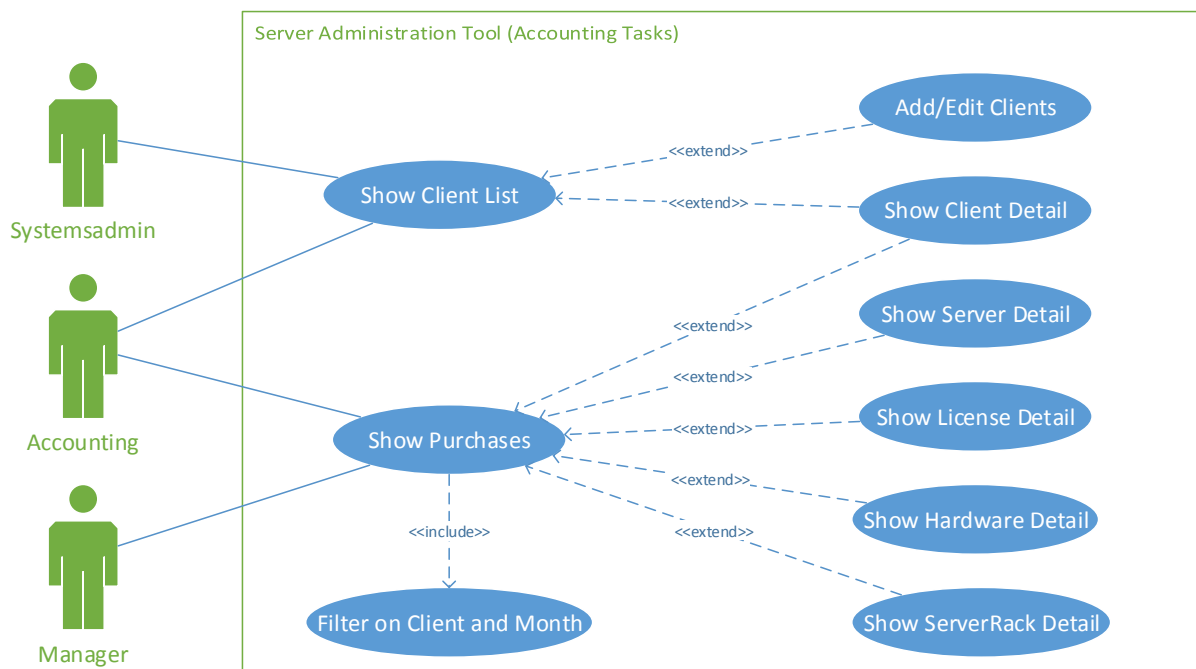 Server Administration Tool (Accounting Tasks)
Systemsadmin
Accounting
Manager
Show Client List
Show Purchases
Filter on Client and Month
Add/Edit Clients
Show Client Detail
Show Server Detail
Show License Detail
Show Hardware Detail
Show ServerRack Detail
<<extend>>
<<extend>>
<<extend>>
<<extend>>
<<extend>>
<<extend>>
<<extend>>
<<include>>